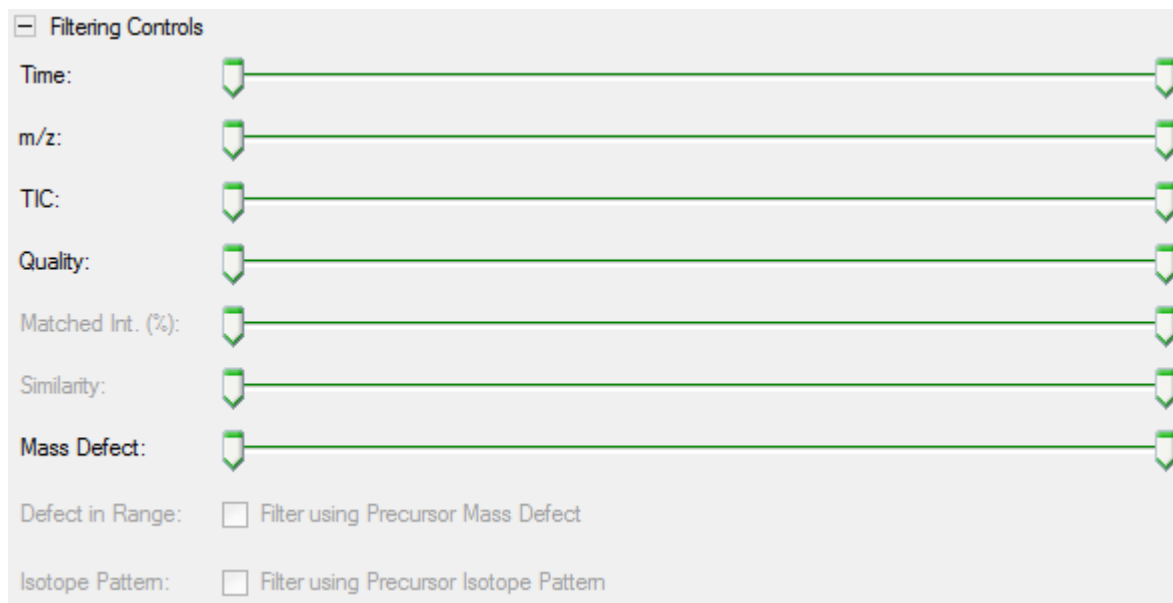 Filtering Controls
Time:
m/z:
TIC:
Quality:
Matched Int. (%):
Similarity:
Mass Defect:
Defect in Range: Filter using Precursor Mass Defect
Isotope Pattern: Filter using Precursor Isotope Pattern